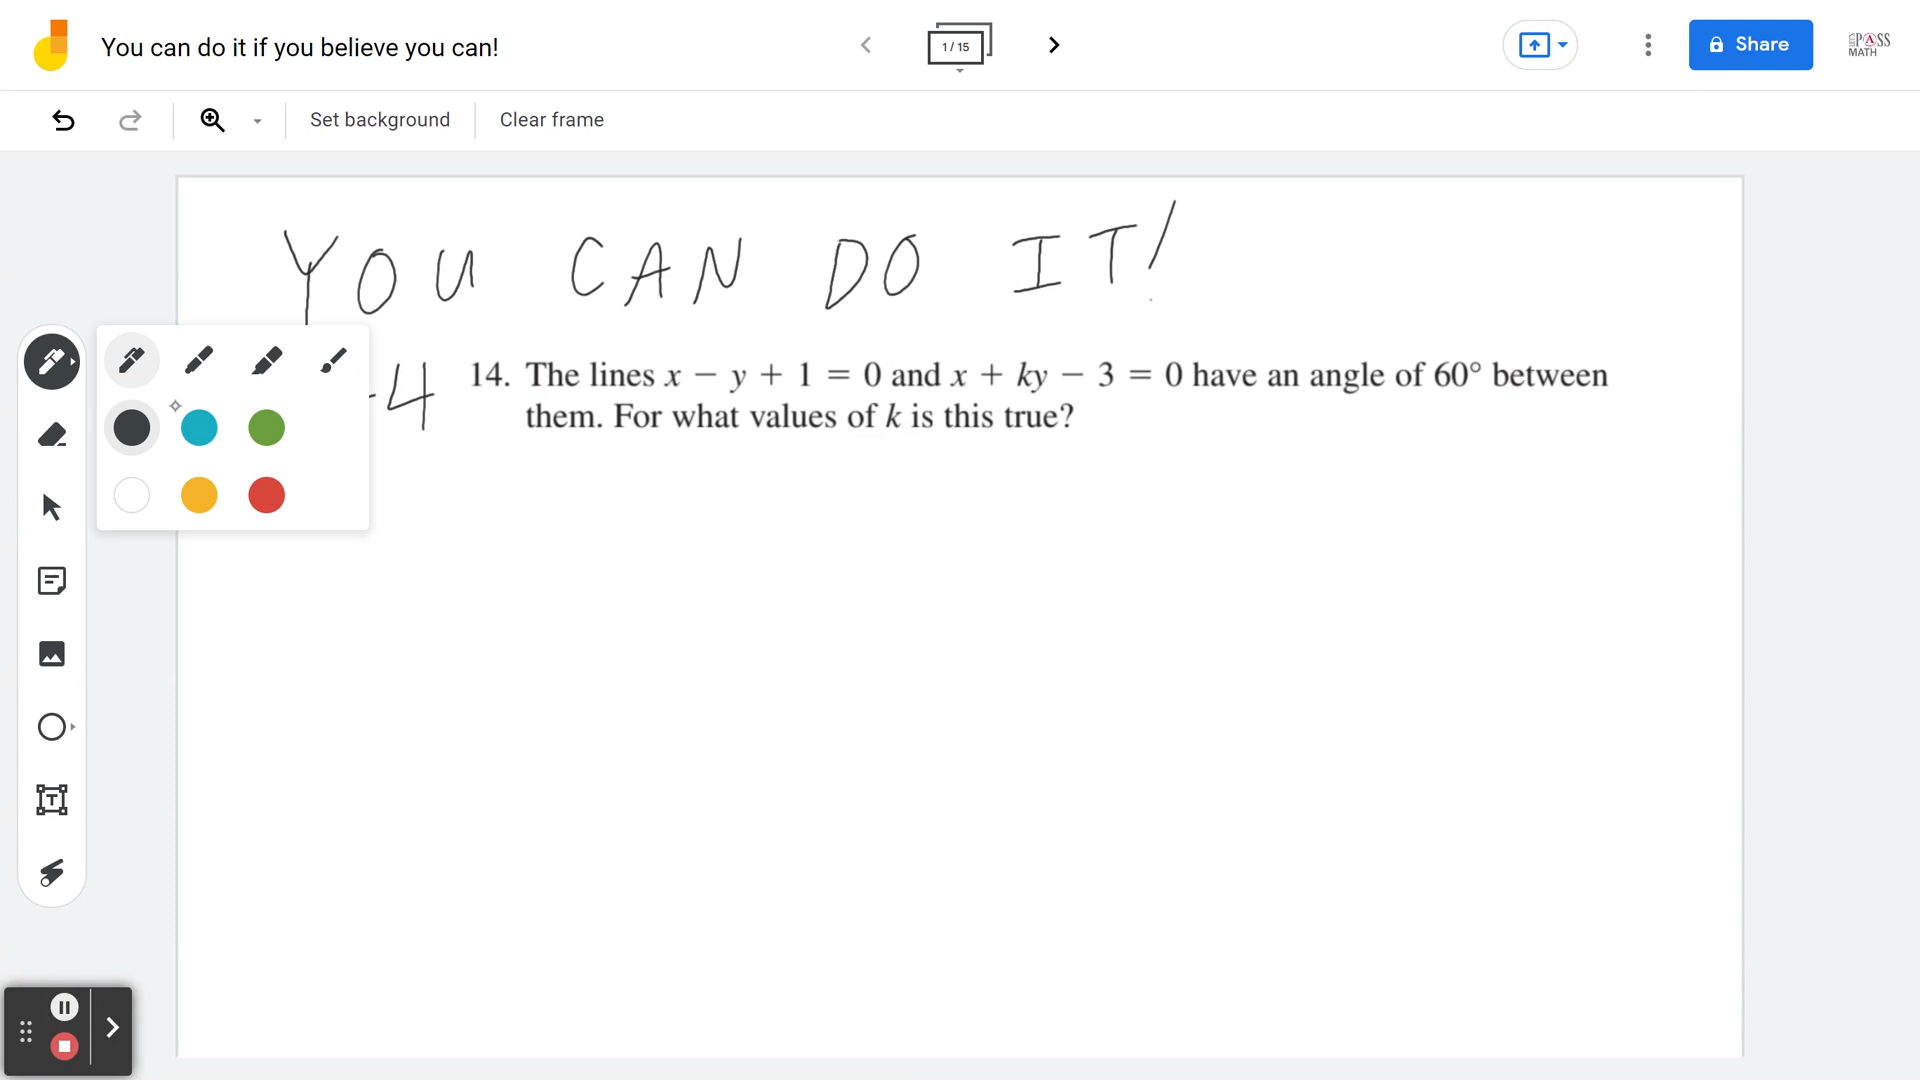 You can do it if you believe you can!
1 / 15
Share
PASS
MATH
Set background
Clear frame
YOU CAN DO IT!
-4
14. The lines x − y + 1 = 0 and x + ky − 3 = 0 have an angle of 60° between
them. For what values of k is this true?